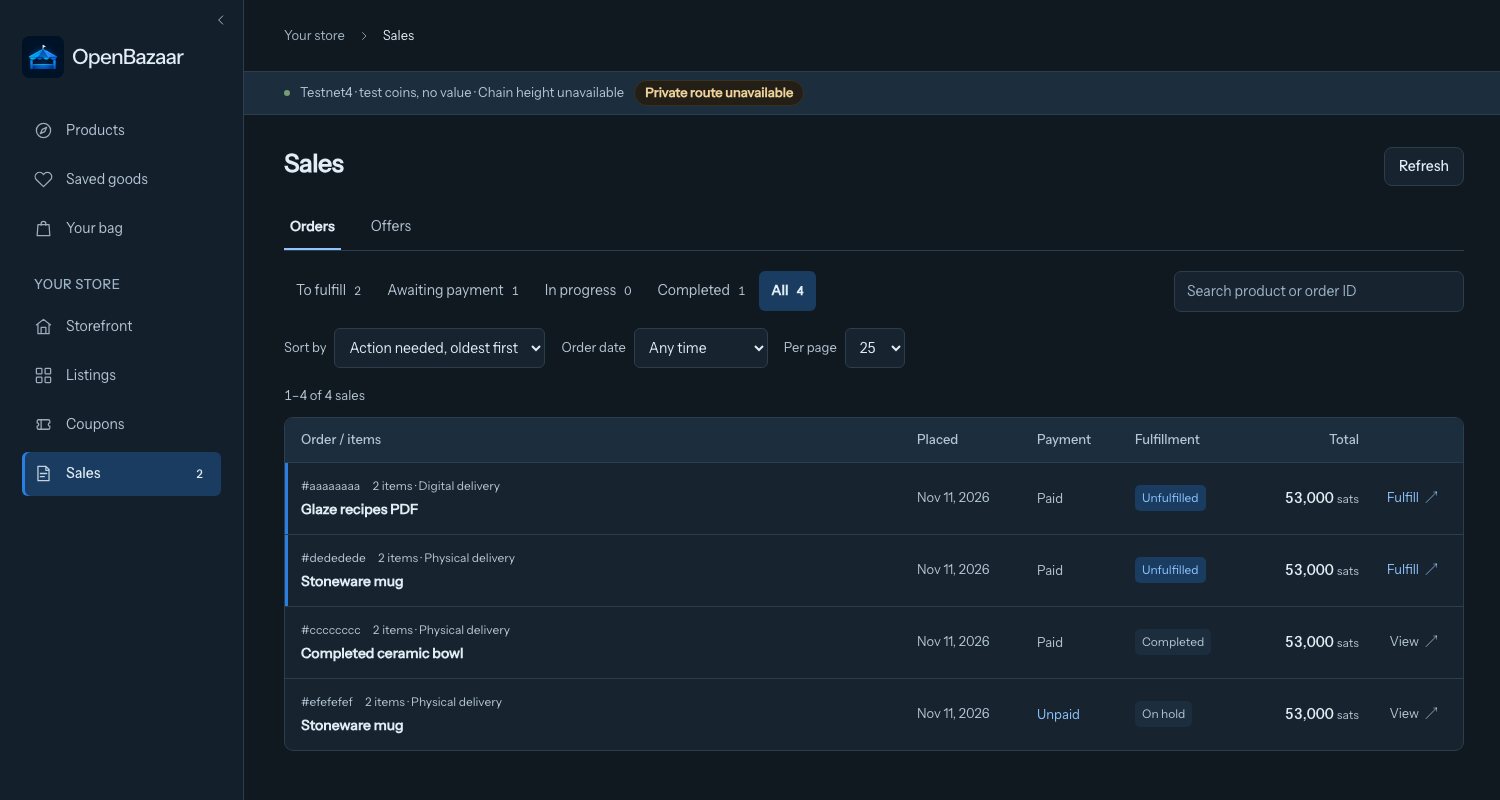 OpenBazaar
Products
Saved goods
Your bag
YOUR STORE
Storefront
Listings
Coupons
Sales 2
Your store > Sales
Testnet4 · test coins, no value · Chain height unavailable Private route unavailable
Sales
Refresh
Orders Offers
To fulfill 2 Awaiting payment 1 In progress 0 Completed 1 All 4 Search product or order ID
Sort by Action needed, oldest first Order date Any time Per page 25
1–4 of 4 sales
Order / items Placed Payment Fulfillment Total
#aaaaaaaa 2 items · Digital delivery
Glaze recipes PDF Nov 11, 2026 Paid Unfulfilled 53,000 sats Fulfill
#dededede 2 items · Physical delivery
Stoneware mug Nov 11, 2026 Paid Unfulfilled 53,000 sats Fulfill
#cccccccc 2 items · Physical delivery
Completed ceramic bowl Nov 11, 2026 Paid Completed 53,000 sats View
#efefefef 2 items · Physical delivery
Stoneware mug Nov 11, 2026 Unpaid On hold 53,000 sats View